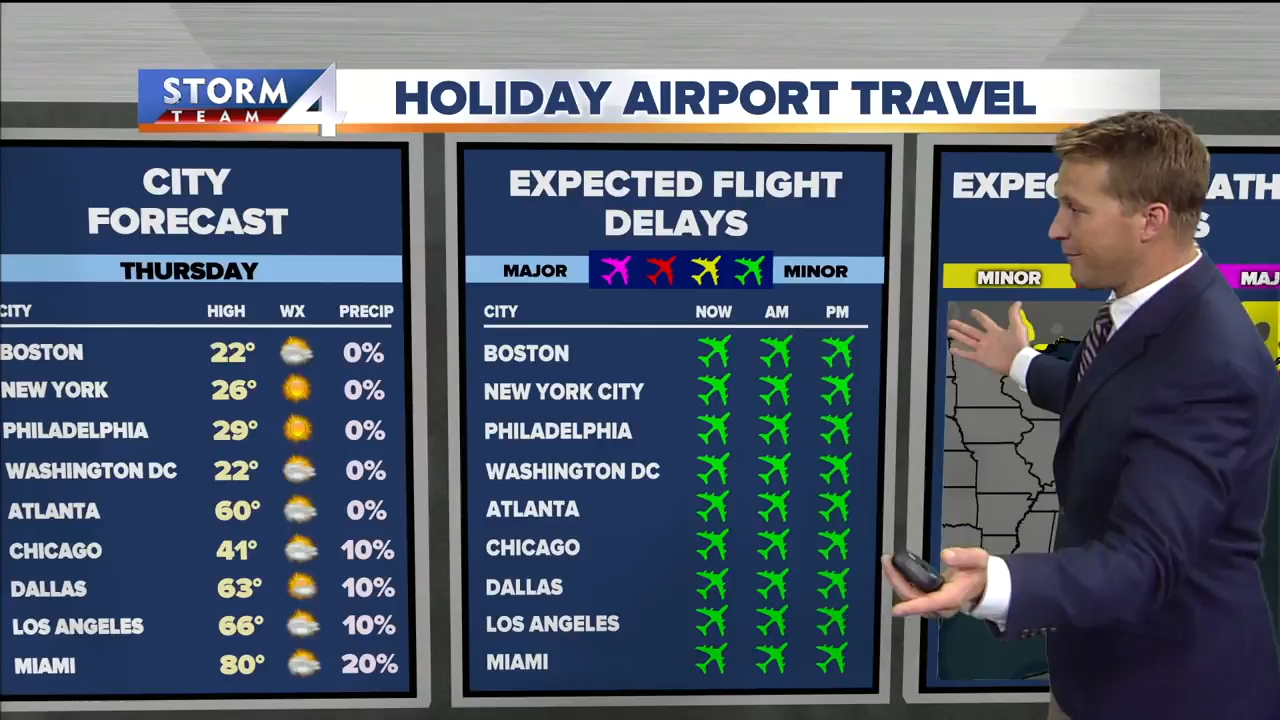 STORM
TEAM
4
HOLIDAY AIRPORT TRAVEL
CITY
FORECAST
THURSDAY
CITY HIGH WX PRECIP
BOSTON 22° 0%
NEW YORK 26° 0%
PHILADELPHIA 29° 0%
WASHINGTON DC 22° 0%
ATLANTA 60° 0%
CHICAGO 41° 10%
DALLAS 63° 10%
LOS ANGELES 66° 10%
MIAMI 80° 20%
EXPECTED FLIGHT
DELAYS
MAJOR MINOR
CITY NOW AM PM
BOSTON
NEW YORK CITY
PHILADELPHIA
WASHINGTON DC
ATLANTA
CHICAGO
DALLAS
LOS ANGELES
MIAMI
MINOR